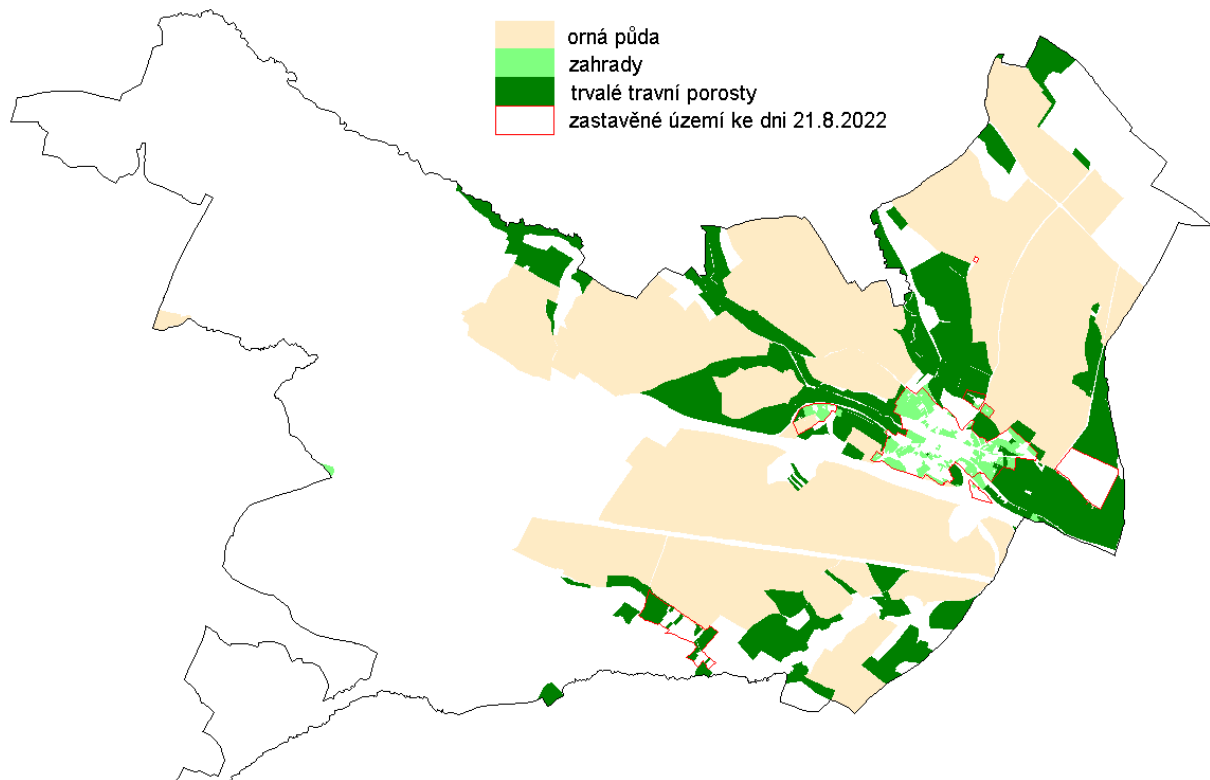 orná půda
zahrady
trvalé travní porosty
zastavěné území ke dni 21.8.2022